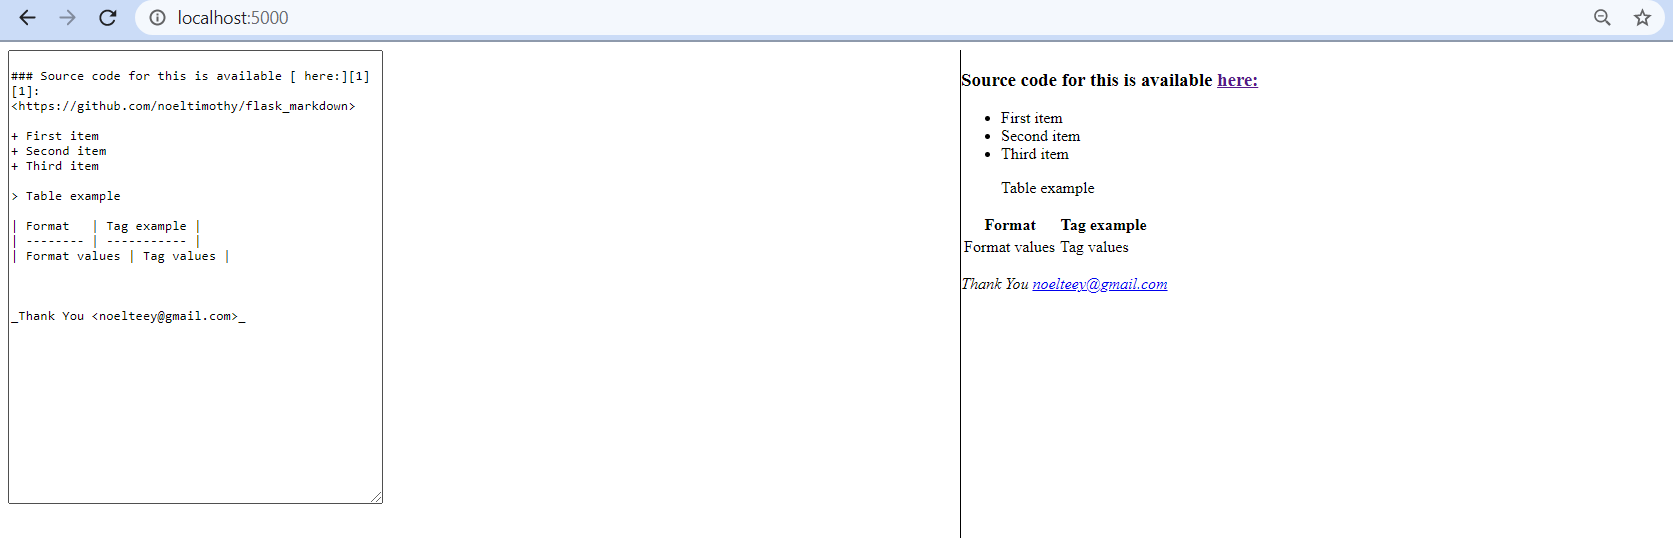 localhost:5000
### Source code for this is available [ here:][1]
[1]:
<https://github.com/noeltimothy/flask_markdown>
+ First item
+ Second item
+ Third item
> Table example
| Format   | Tag example |
| -------- | ----------- |
| Format values | Tag values |
_Thank You <noelteey@gmail.com>_
Source code for this is available here:
• First item
• Second item
• Third item
Table example
Format Tag example
Format values Tag values
Thank You noelteey@gmail.com